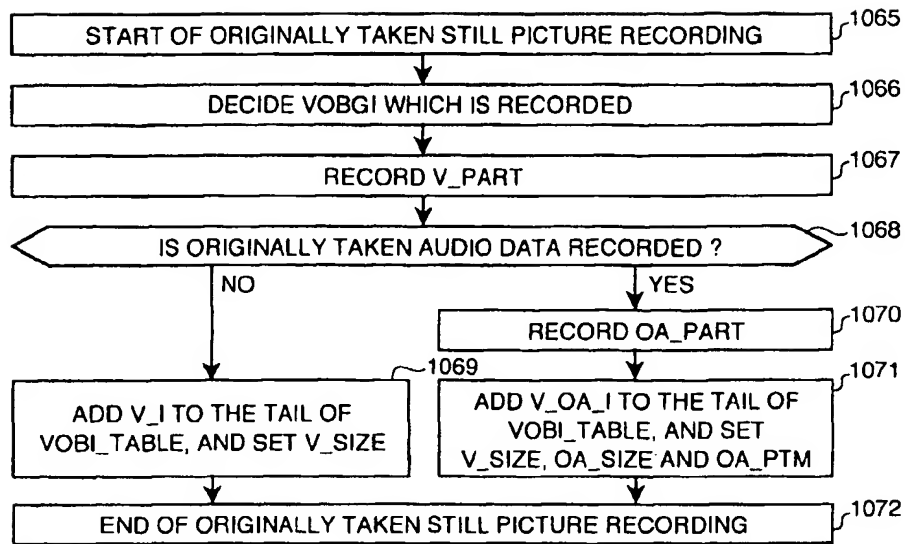 1065
START OF ORIGINALLY TAKEN STILL PICTURE RECORDING
1066
DECIDE VOBGI WHICH IS RECORDED
1067
RECORD V_PART
1068
IS ORIGINALLY TAKEN AUDIO DATA RECORDED ?
NO
YES
1070
RECORD OA_PART
1069
ADD V_I TO THE TAIL OF
VOBI_TABLE, AND SET V_SIZE
1071
ADD V_OA_I TO THE TAIL OF
VOBI_TABLE, AND SET
V_SIZE, OA_SIZE AND OA_PTM
1072
END OF ORIGINALLY TAKEN STILL PICTURE RECORDING